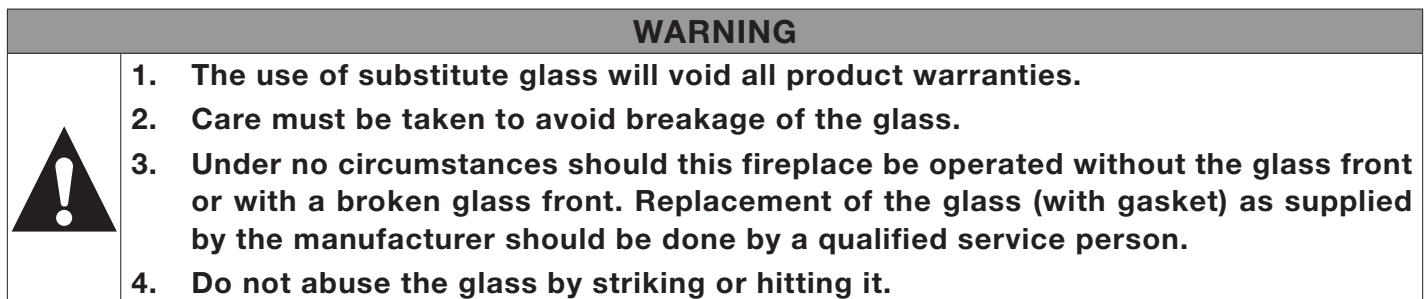 WARNING
1. The use of substitute glass will void all product warranties.
2. Care must be taken to avoid breakage of the glass.
3. Under no circumstances should this fireplace be operated without the glass front
or with a broken glass front. Replacement of the glass (with gasket) as supplied
by the manufacturer should be done by a qualified service person.
4. Do not abuse the glass by striking or hitting it.